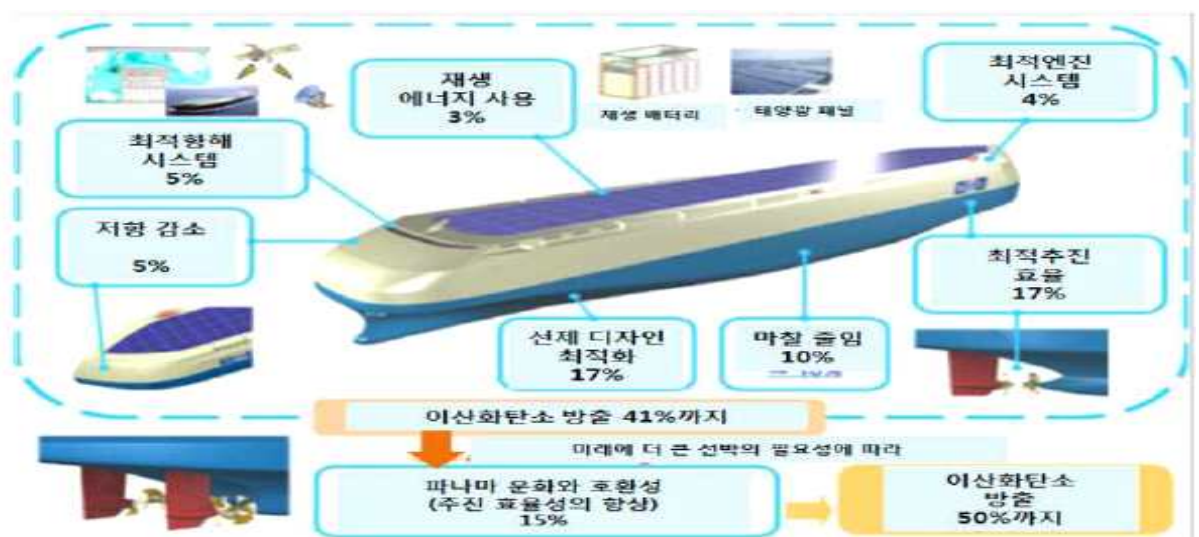 재생
에너지 사용
3%
재생 배터리
태양광 패널
최적엔진
시스템
4%
최적항해
시스템
5%
저항 감소
5%
최적추진
효율
17%
선체 디자인
최적화
17%
마찰 줄임
10%
이산화탄소 방출 41%까지
미래에 더 큰 선박의 필요성에 따라
파나마 운화와 호환성
(추진 효율성의 향상)
15%
이산화탄소
방출
50%까지